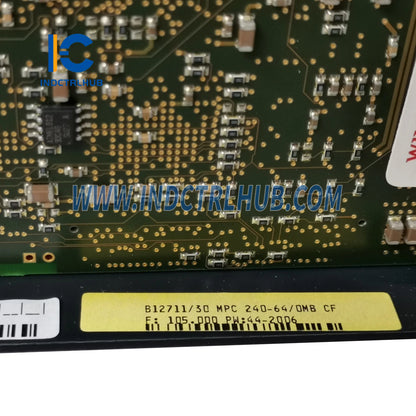 INDCTRLHUB
WWW.INDCTRLHUB.COM
B12711/30 MPC 240-64/0MB CF
F: 105.000 PW:44-2006